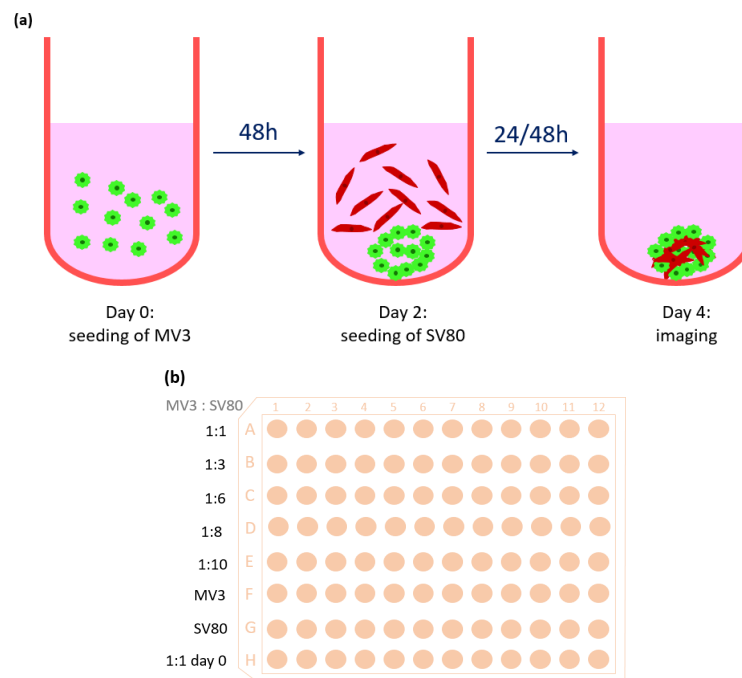 (a)
48h
24/48h
Day 0:
seeding of MV3
Day 2:
seeding of SV80
Day 4:
imaging
(b)
MV3 : SV80
1 2 3 4 5 6 7 8 9 10 11 12
1:1 A
1:3 B
1:6 C
1:8 D
1:10 E
MV3 F
SV80 G
1:1 day 0 H